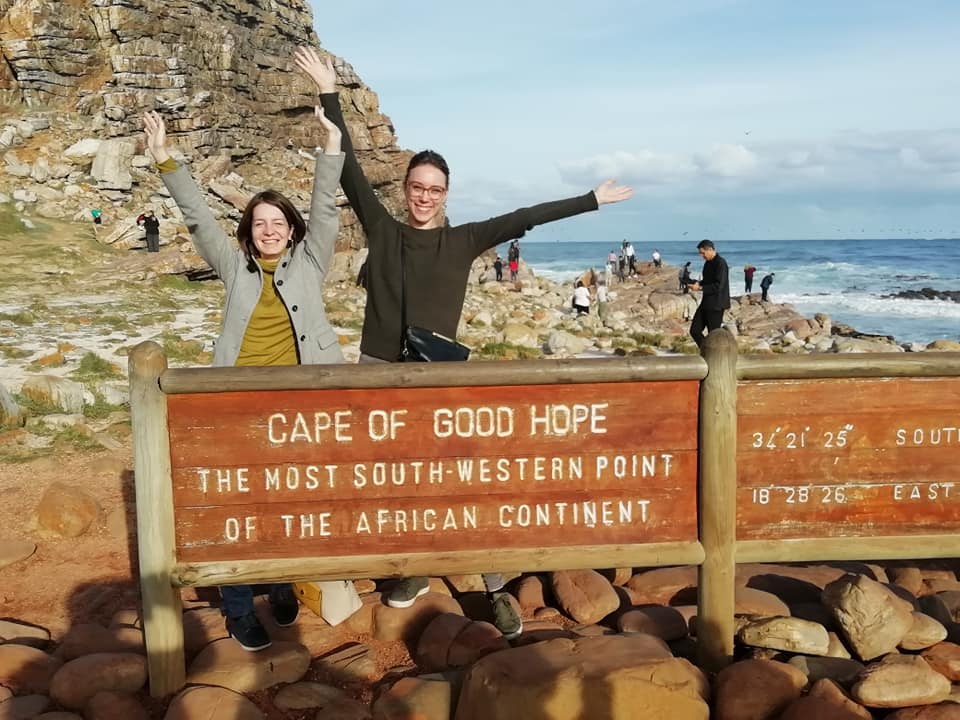 CAPE OF GOOD HOPE
THE MOST SOUTH-WESTERN POINT
OF THE AFRICAN CONTINENT
34° 21' 25"
18° 28' 26" EAST